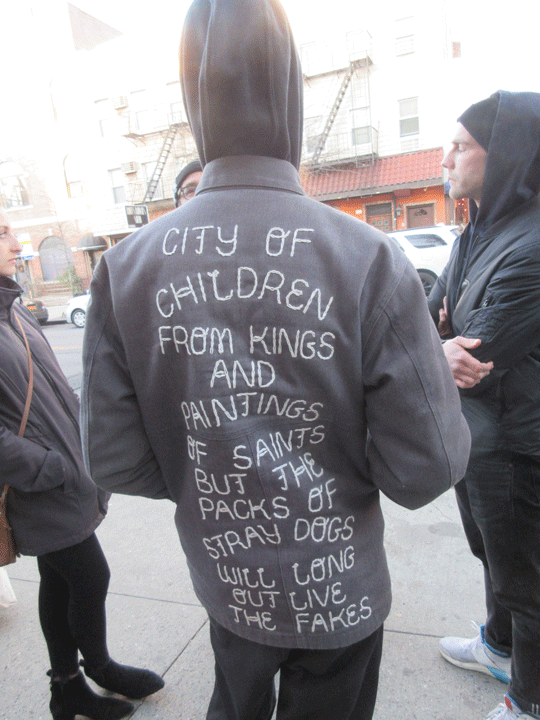 CITY OF
CHILDREN
FROM KINGS
AND
PAINTINGS
OF SAINTS
BUT THE
PACKS OF
STRAY DOGS
WILL LONG
OUT LIVE
THE FAKES